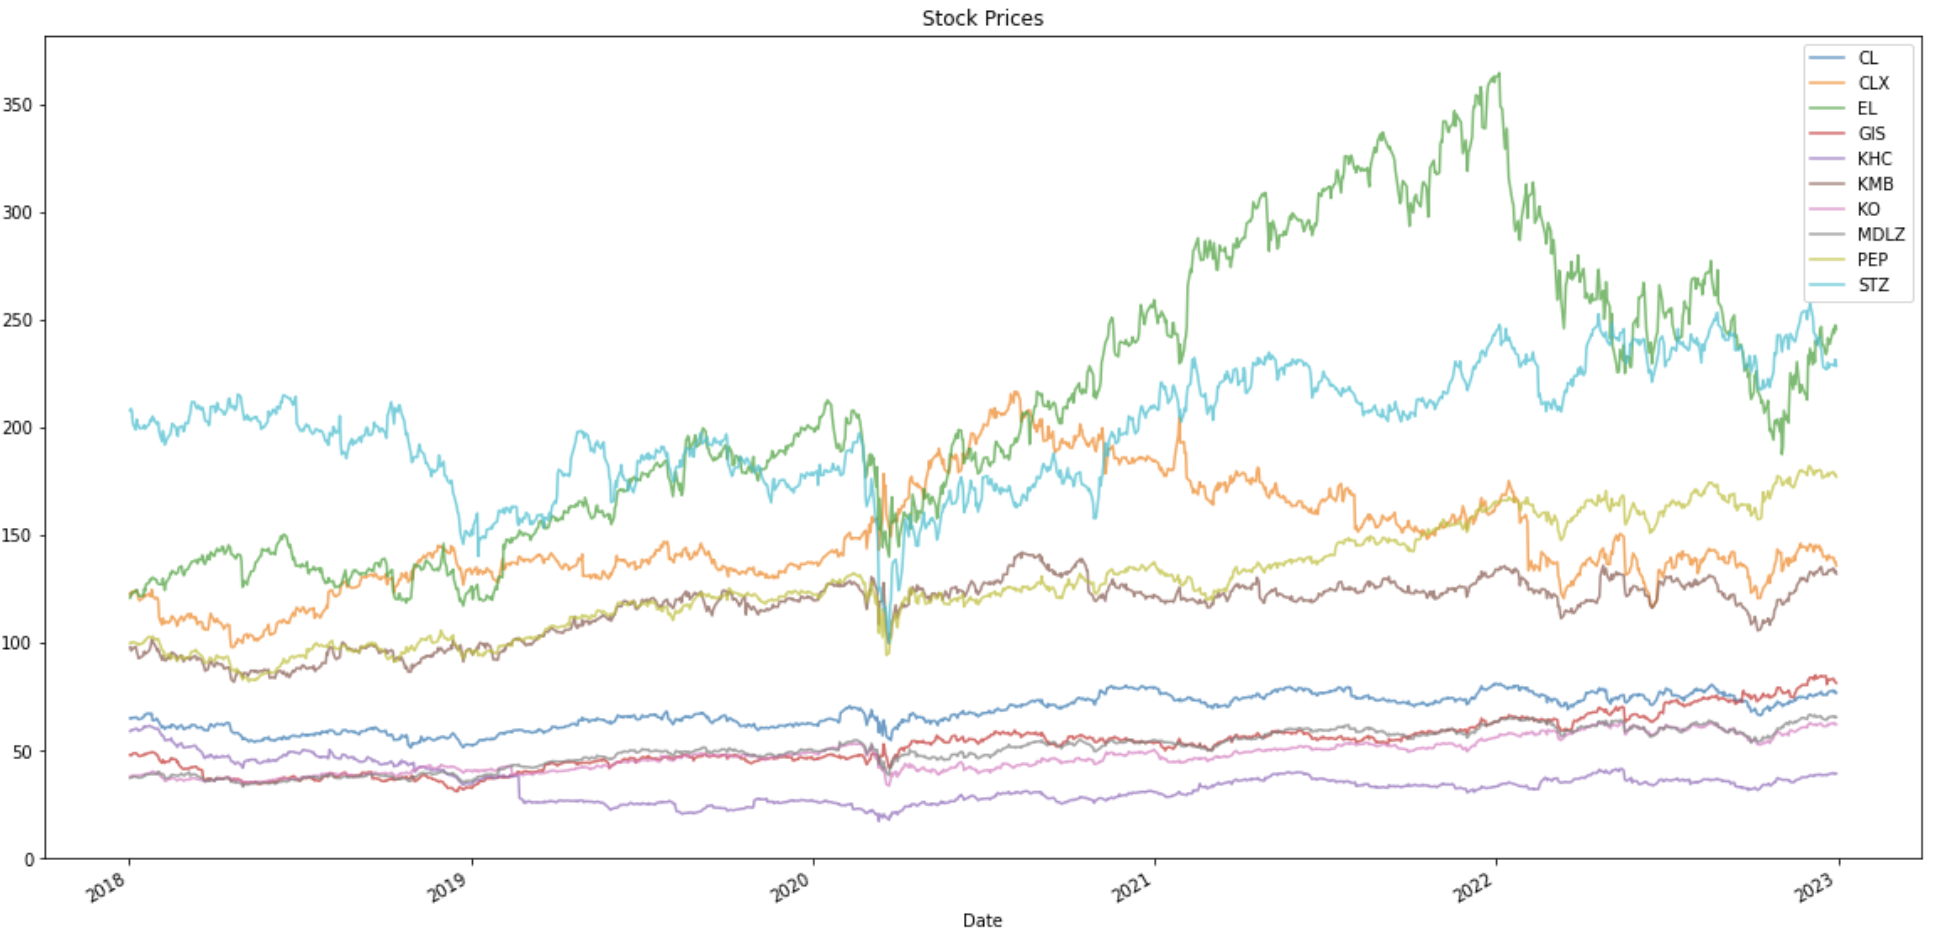 Stock Prices
350
300
250
200
150
100
50
0
CL
CLX
EL
GIS
KHC
KMB
KO
MDLZ
PEP
STZ
2018
2019
2020
2021
2022
2023
Date